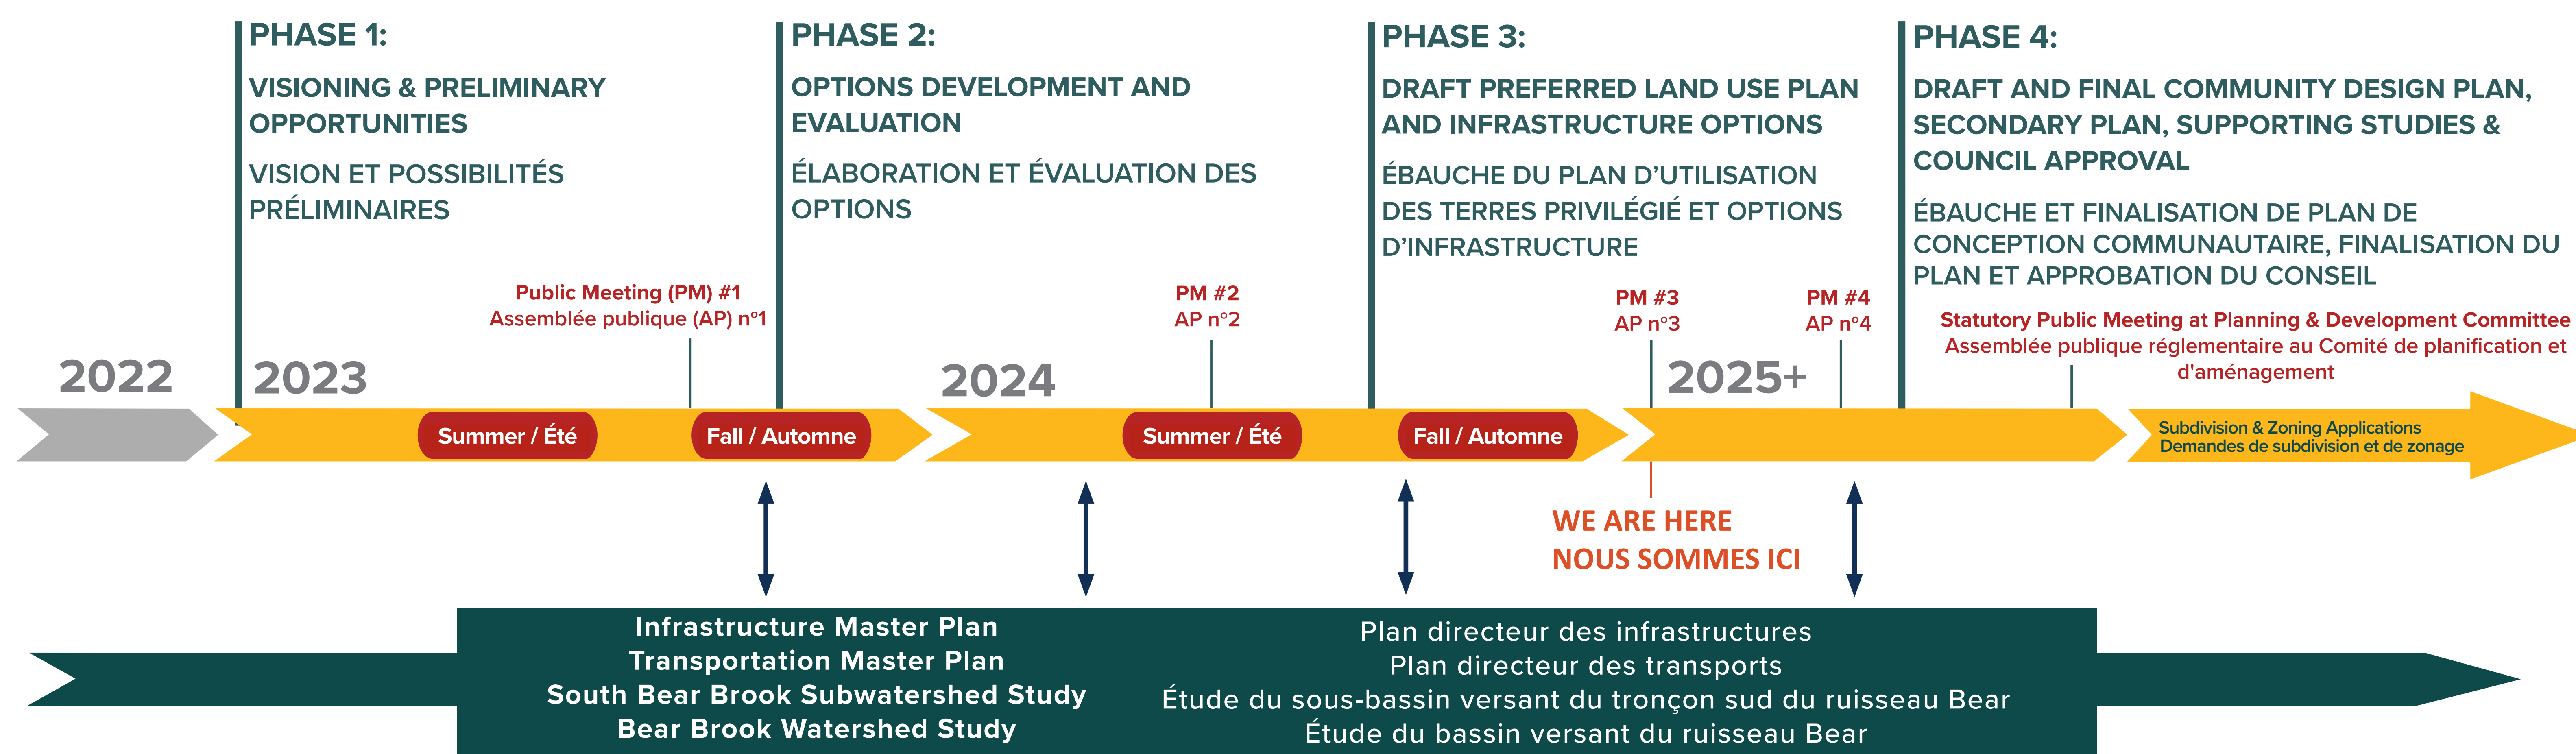 PHASE 1:
VISIONING & PRELIMINARY
OPPORTUNITIES
VISION ET POSSIBILITÉS
PRÉLIMINAIRES
PHASE 2:
OPTIONS DEVELOPMENT AND
EVALUATION
ÉLABORATION ET ÉVALUATION DES
OPTIONS
PHASE 3:
DRAFT PREFERRED LAND USE PLAN
AND INFRASTRUCTURE OPTIONS
ÉBAUCHE DU PLAN D’UTILISATION
DES TERRES PRIVILÉGIÉ ET OPTIONS
D’INFRASTRUCTURE
PHASE 4:
DRAFT AND FINAL COMMUNITY DESIGN PLAN,
SECONDARY PLAN, SUPPORTING STUDIES &
COUNCIL APPROVAL
ÉBAUCHE ET FINALISATION DE PLAN DE
CONCEPTION COMMUNAUTAIRE, FINALISATION DU
PLAN ET APPROBATION DU CONSEIL
Public Meeting (PM) #1
Assemblée publique (AP) nº1
PM #2
AP nº2
PM #3
AP nº3
PM #4
AP nº4
Statutory Public Meeting at Planning & Development Committee
Assemblée publique réglementaire au Comité de planification et
d'aménagement
2022
2023
2024
2025+
Summer / Été
Fall / Automne
Summer / Été
Fall / Automne
Subdivision & Zoning Applications
Demandes de subdivision et de zonage
WE ARE HERE
NOUS SOMMES ICI
Infrastructure Master Plan
Transportation Master Plan
South Bear Brook Subwatershed Study
Bear Brook Watershed Study
Plan directeur des infrastructures
Plan directeur des transports
Étude du sous-bassin versant du tronçon sud du ruisseau Bear
Étude du bassin versant du ruisseau Bear